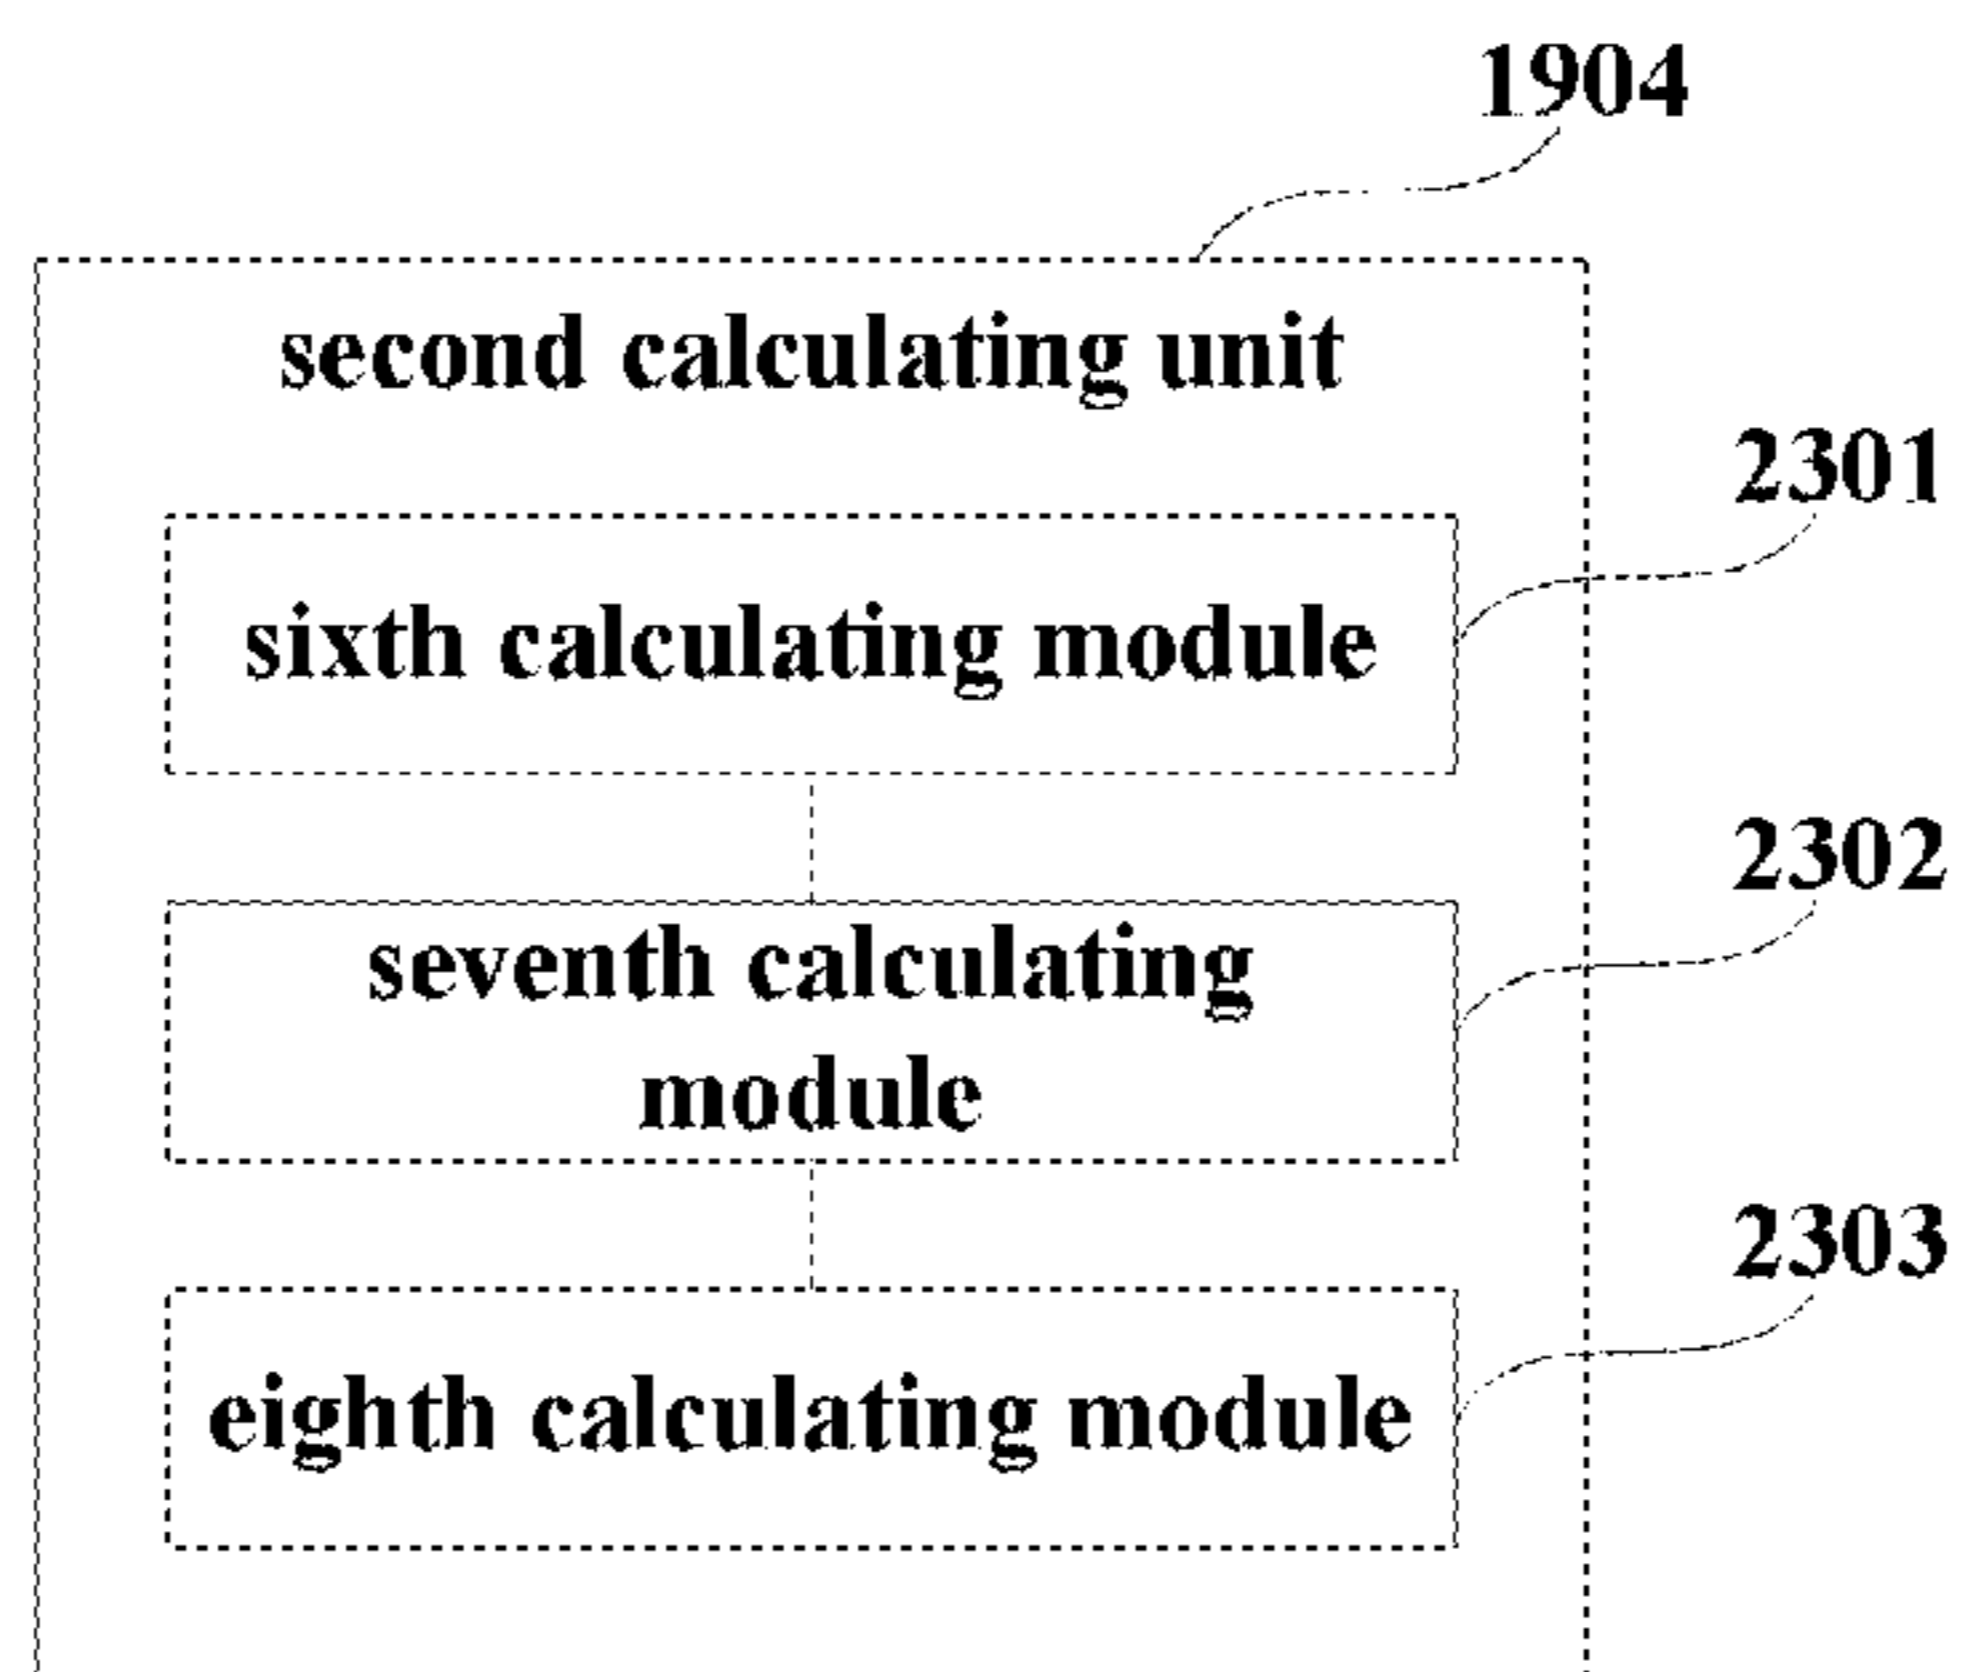 1904
second calculating unit
2301
sixth calculating module
2302
seventh calculating
module
2303
eighth calculating module